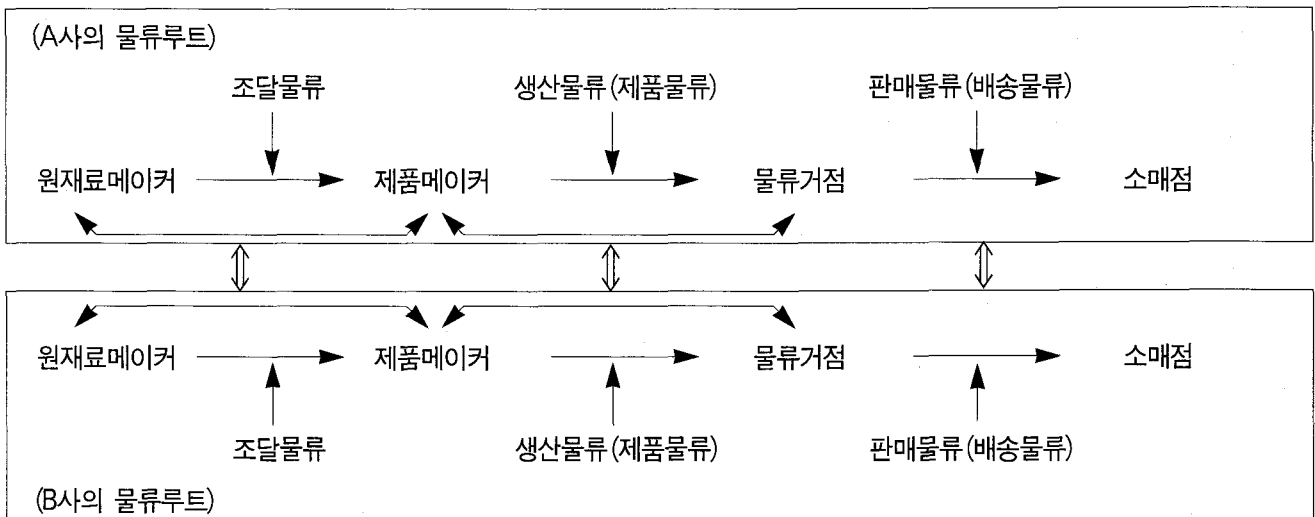 (A사의 물류루트)
조달물류 생산물류(제품물류) 판매물류(배송물류)
원재료메이커 제품메이커 물류거점 소매점
원재료메이커 제품메이커 물류거점 소매점
조달물류 생산물류(제품물류) 판매물류(배송물류)
(B사의 물류루트)